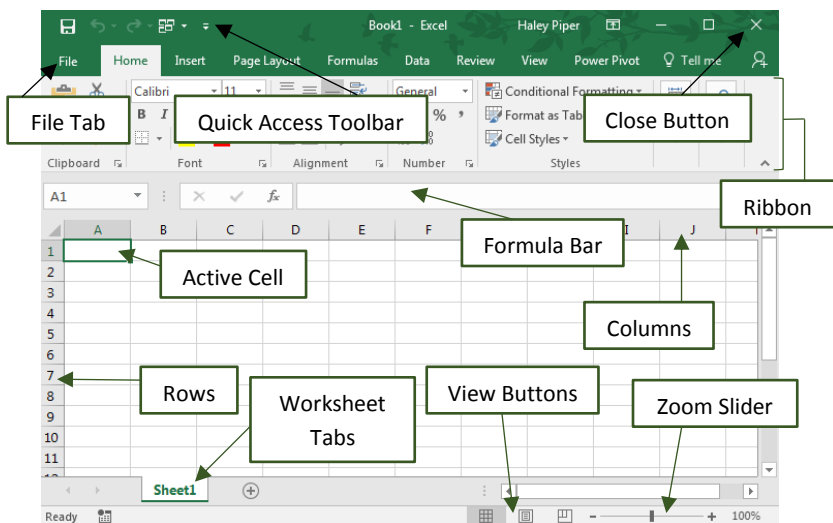 Book1 - Excel
Haley Piper
File
Home
Insert
Page Layout
Formulas
Data
Review
View
Power Pivot
Tell me
Calibri
11
General
Conditional Formatting
File Tab
B I
Quick Access Toolbar
%
,
Format as Tab
Close Button
Cell Styles
Clipboard
Font
Alignment
Number
Styles
Ribbon
A1
fx
Formula Bar
A B C D E F I J
1
Active Cell
2
3
4
Columns
5
6
7
Rows
Worksheet
Tabs
View Buttons
Zoom Slider
8
9
10
11
Sheet1
Ready
100%